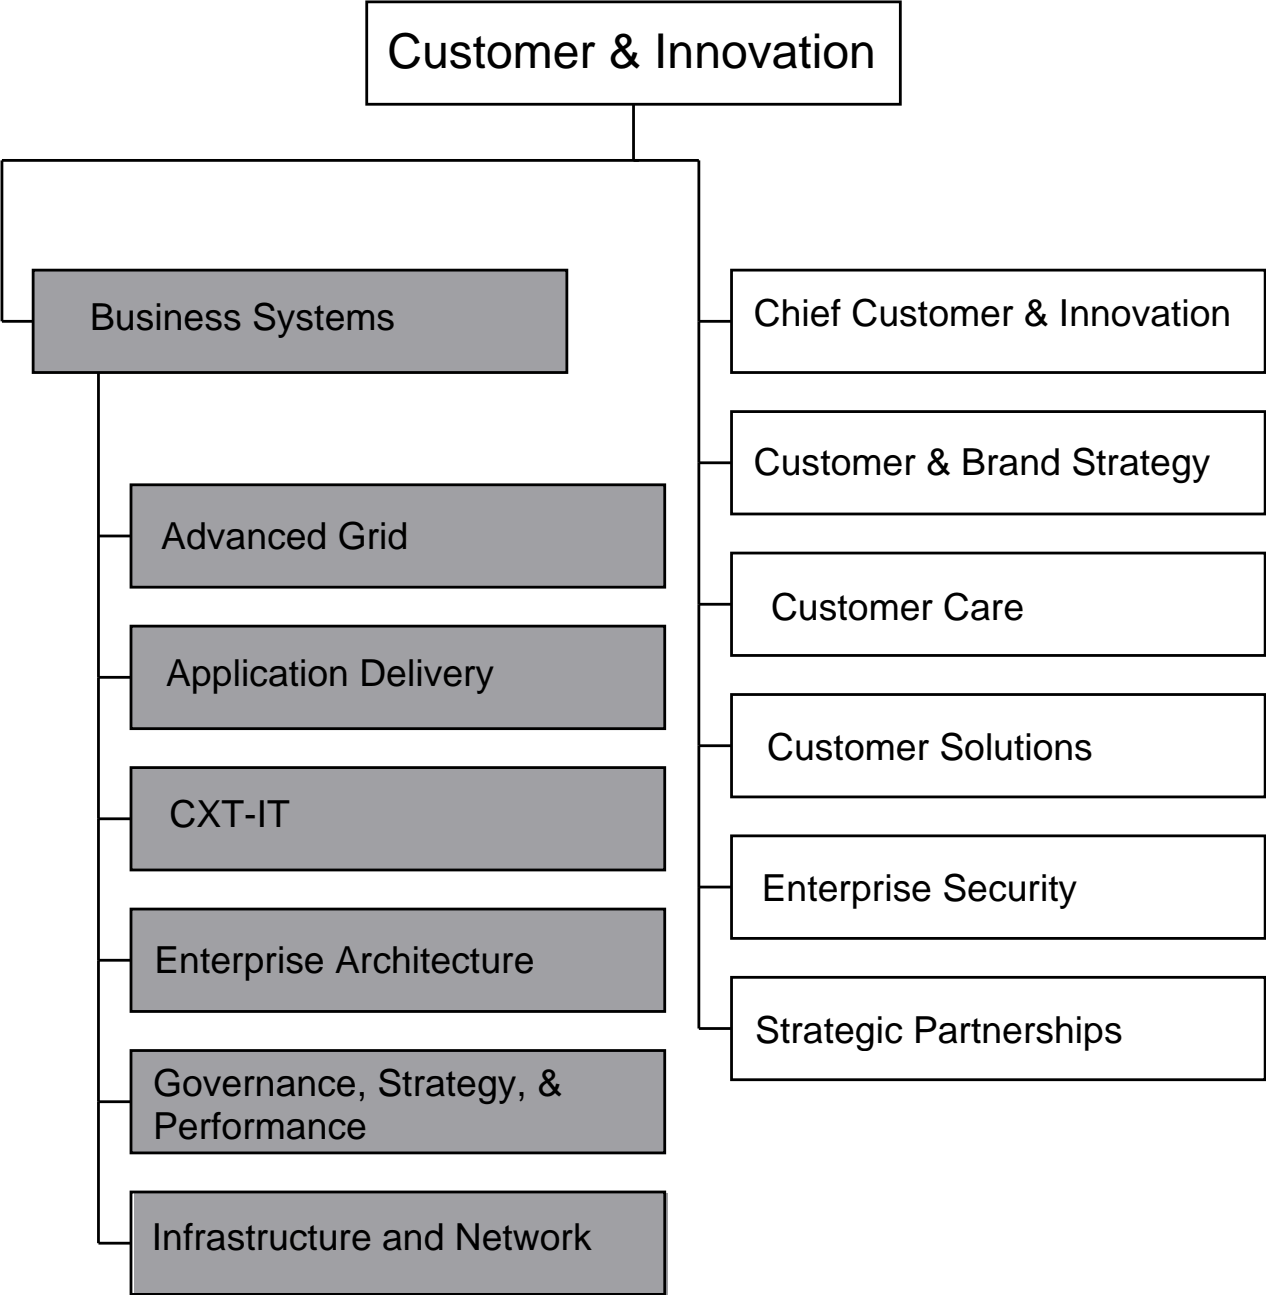 Customer & Innovation
Business Systems
Advanced Grid
Application Delivery
CXT-IT
Enterprise Architecture
Governance, Strategy, &
Performance
Infrastructure and Network
Chief Customer & Innovation
Customer & Brand Strategy
Customer Care
Customer Solutions
Enterprise Security
Strategic Partnerships